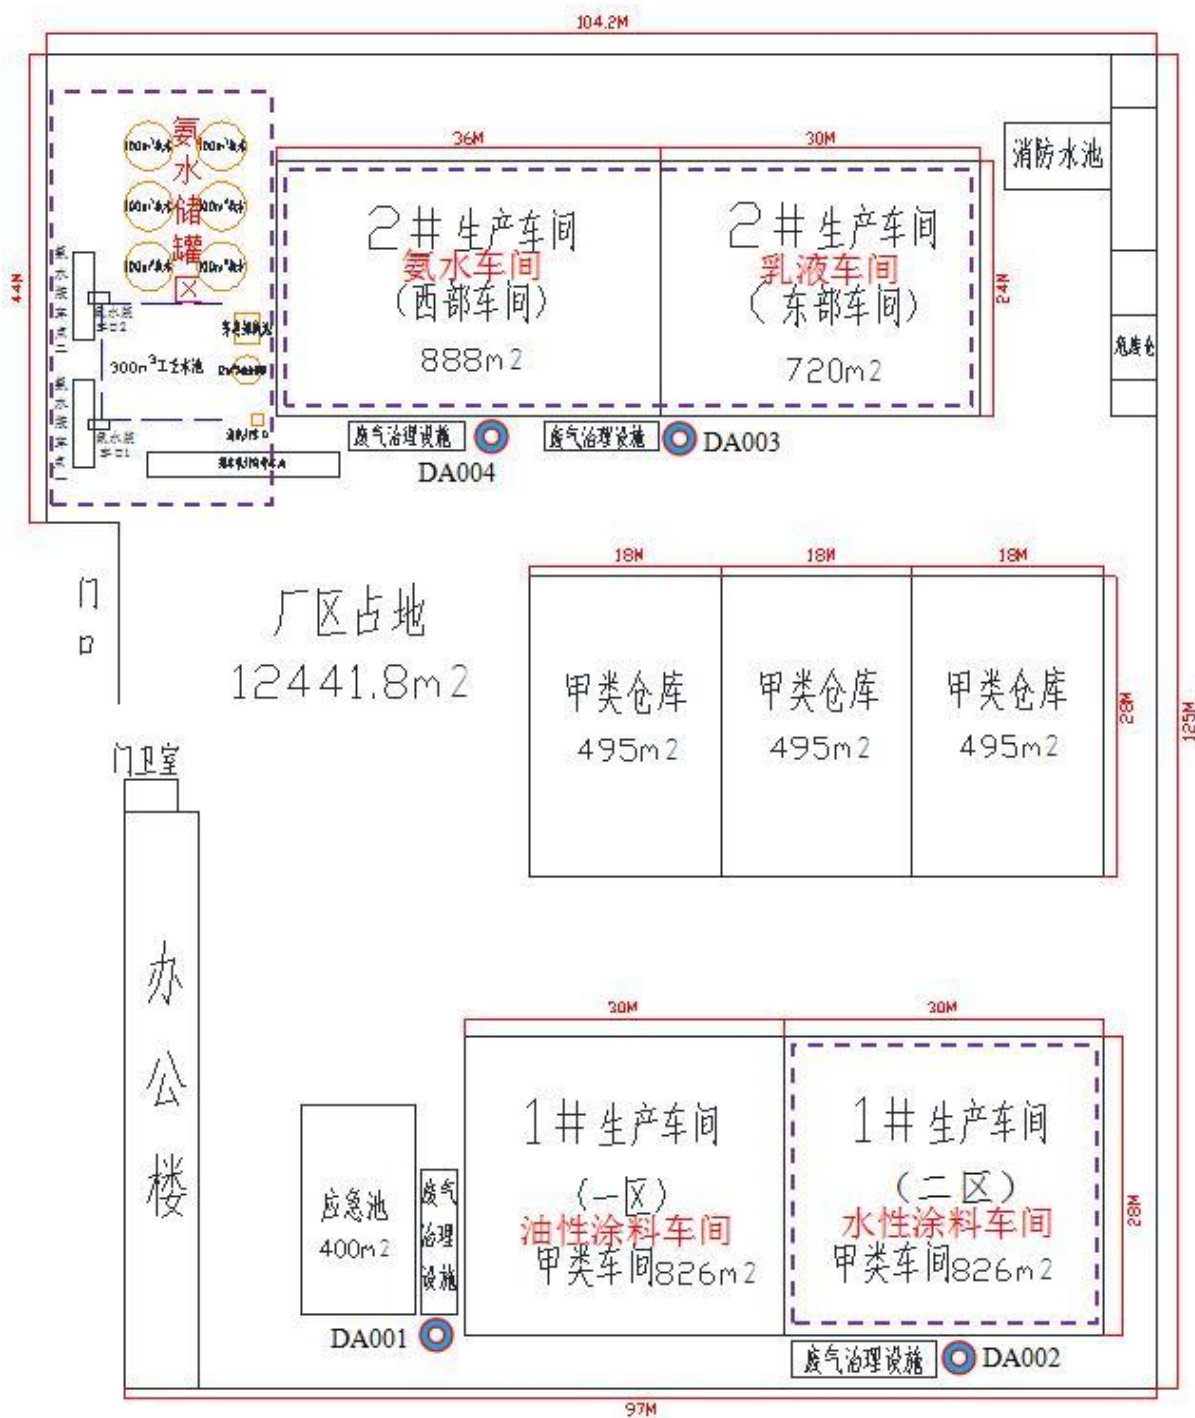 104.2M
44M
氨水储罐区
36M
30M
消防水池
2#生产车间
氨水车间
(西部车间)
888m2
2#生产车间
乳液车间
(东部车间)
720m2
24M
危废仓
300m³工艺水池
废气治理设施
DA004
废气治理设施
DA003
门口
厂区占地
12441.8m2
18M
18M
18M
甲类仓库
495m2
甲类仓库
495m2
甲类仓库
495m2
28M
125M
门卫室
办公楼
30M
30M
1#生产车间
(一区)
油性涂料车间
甲类车间826m2
1#生产车间
(二区)
水性涂料车间
甲类车间826m2
28M
应急池
400m2
废气治理设施
DA001
废气治理设施
DA002
97M